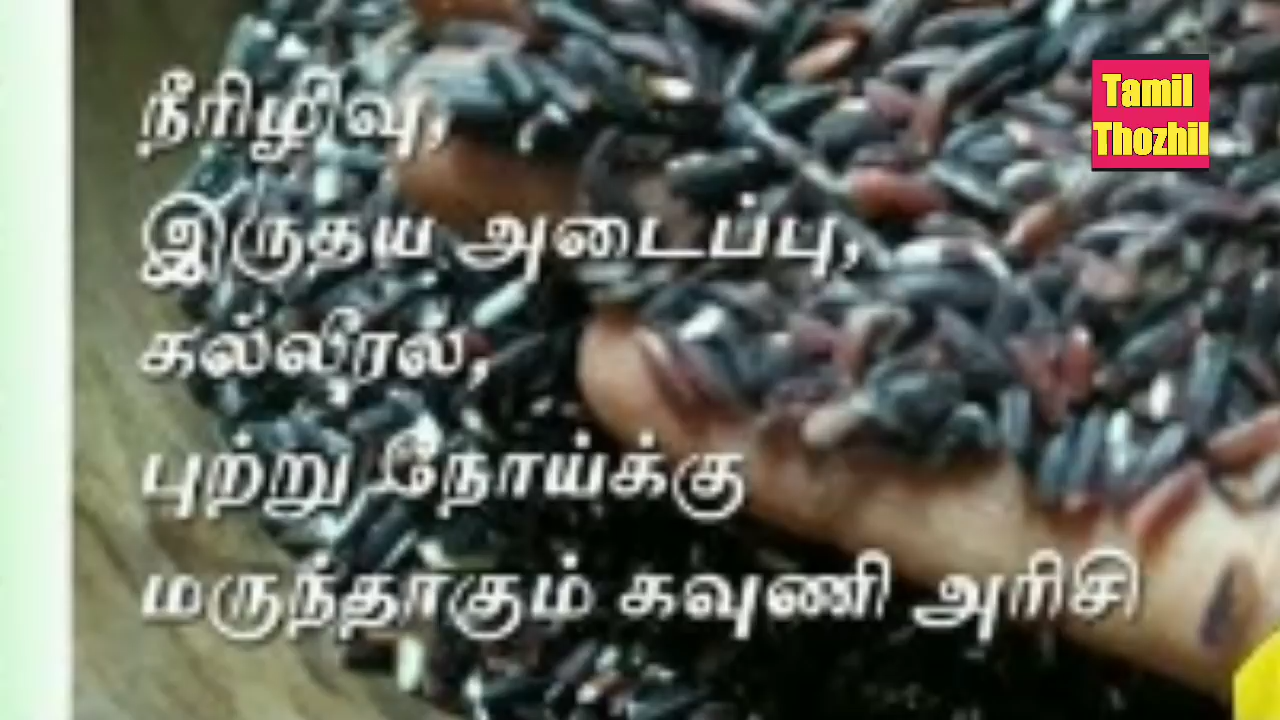 நீரிழிவு,
இருதய அடைப்பு,
கல்லீரல்,
புற்று நோய்க்கு
மருந்தாகும் கவுணி அரிசி
Tamil
Thozhil